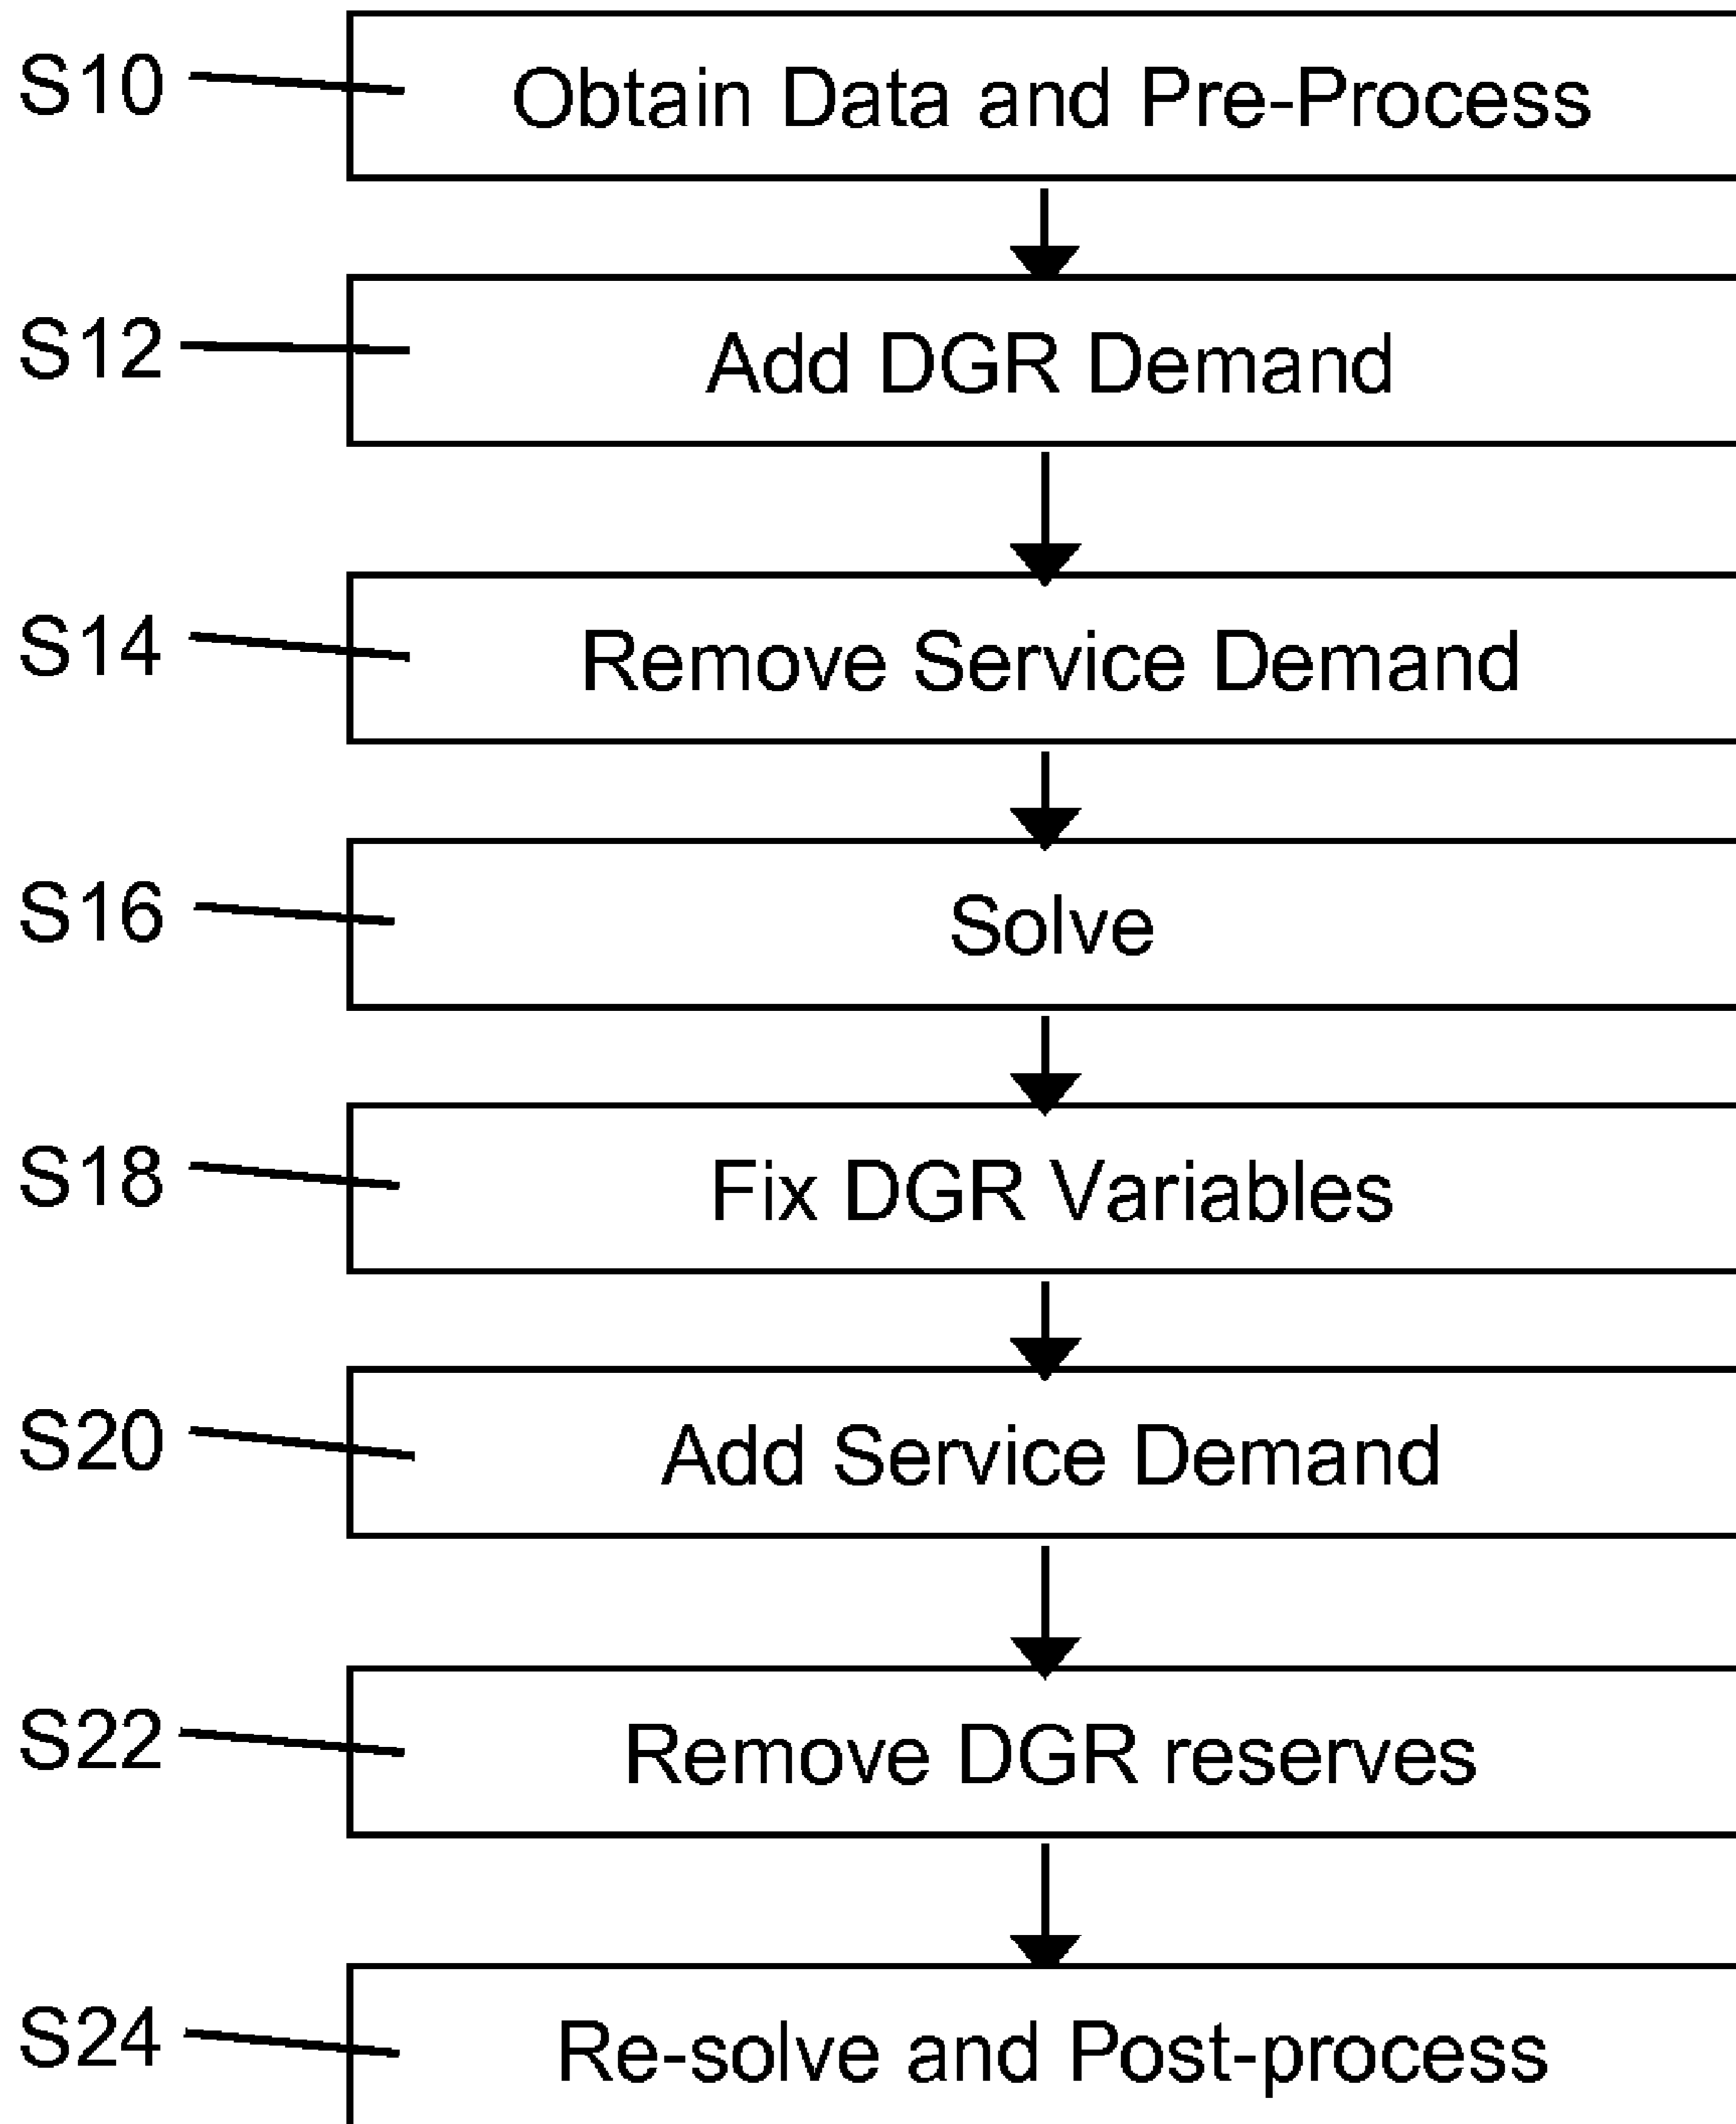 S10 Obtain Data and Pre-Process
S12 Add DGR Demand
S14 Remove Service Demand
S16 Solve
S18 Fix DGR Variables
S20 Add Service Demand
S22 Remove DGR reserves
S24 Re-solve and Post-process